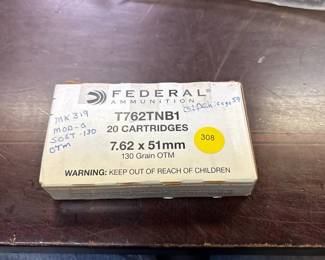 FEDERAL
AMMUNITION
T762TNB1
20 CARTRIDGES
7.62 x 51mm
130 Grain OTM
WARNING: KEEP OUT OF REACH OF CHILDREN
308
MK 319
MOD-0
130
OTM